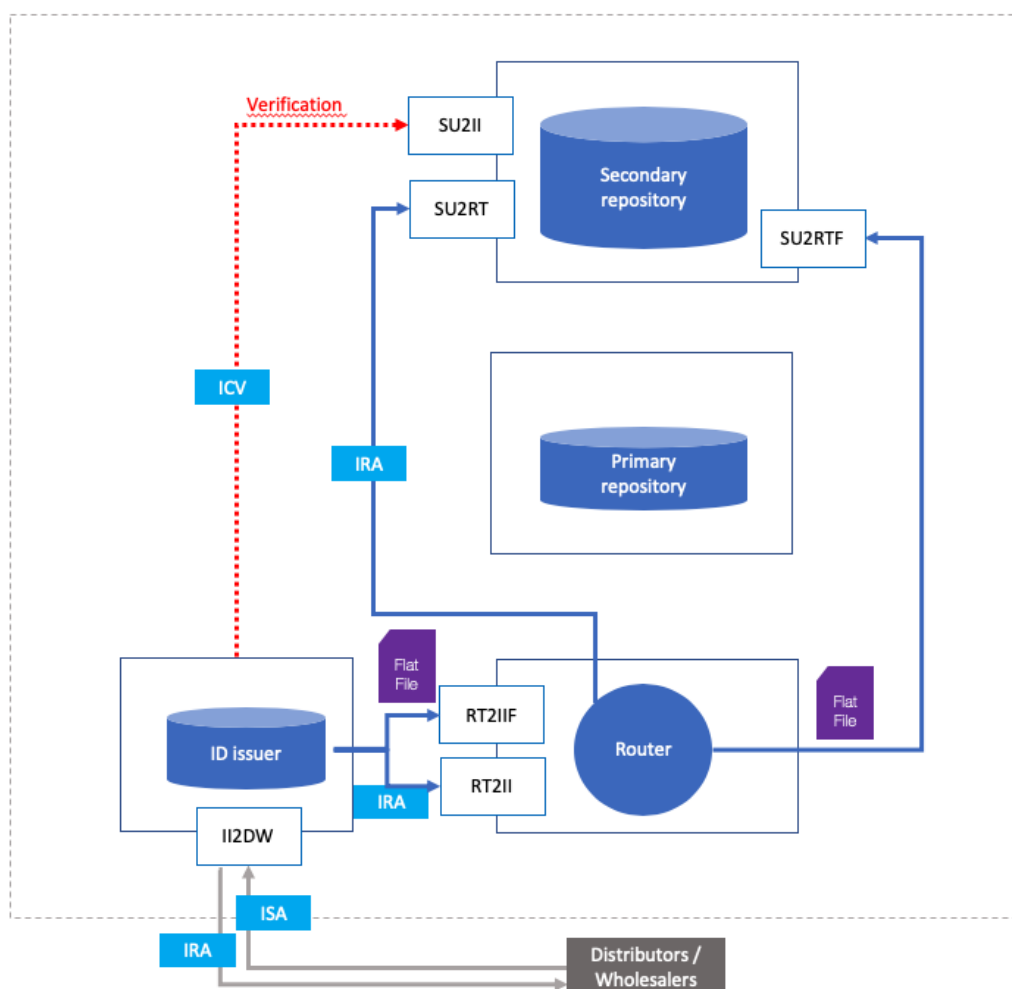 Verification
SU2II
Secondary
repository
SU2RT
SU2RTF
ICV
IRA
Primary
repository
Flat
File
Flat
File
RT2IIF
ID issuer
Router
RT2II
IRA
II2DW
ISA
IRA
Distributors /
Wholesalers